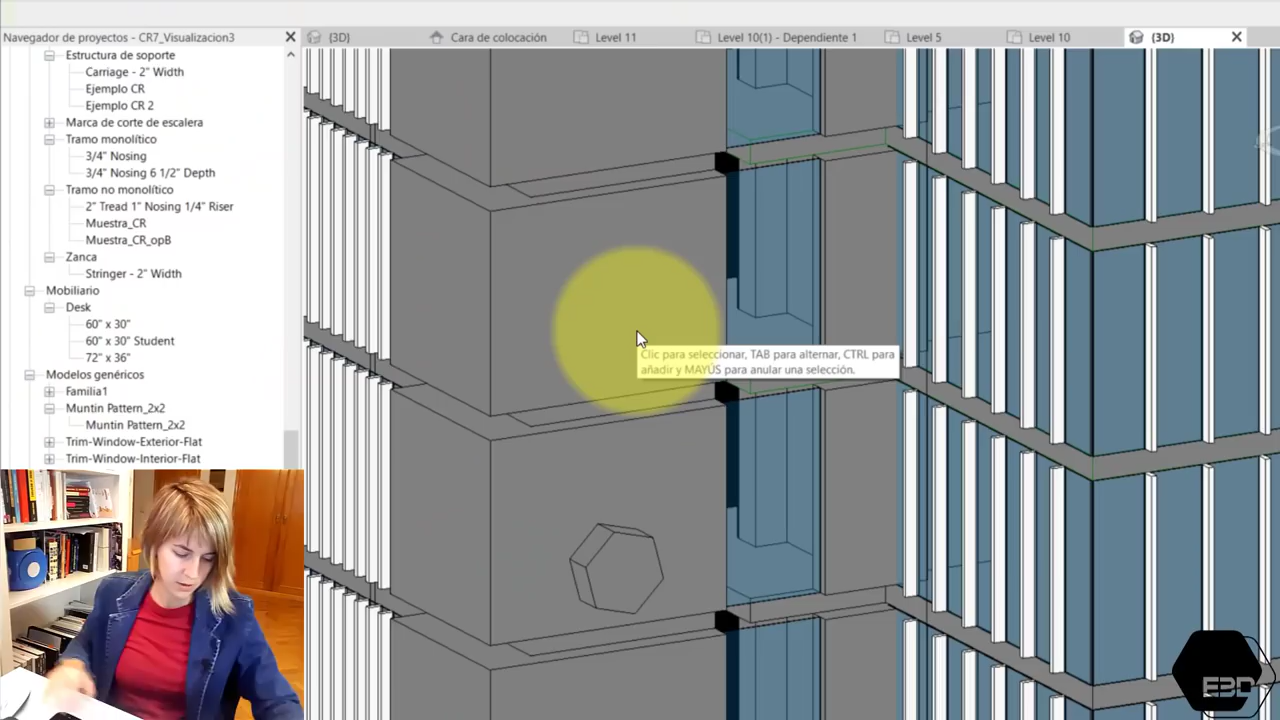 Navegador de proyectos - CR7_Visualizacion3
{3D}
Cara de colocación
Level 11
Level 10(1) - Dependiente 1
Level 5
Level 10
{3D}
Estructura de soporte
Carriage - 2" Width
Ejemplo CR
Ejemplo CR 2
Marca de corte de escalera
Tramo monolítico
3/4" Nosing
3/4" Nosing 6 1/2" Depth
Tramo no monolítico
2" Tread 1" Nosing 1/4" Riser
Muestra_CR
Muestra_CR_opB
Zanca
Stringer - 2" Width
Mobiliario
Desk
60" x 30"
60" x 30" Student
72" x 36"
Modelos genéricos
Familia1
Muntin Pattern_2x2
Muntin Pattern_2x2
Trim-Window-Exterior-Flat
Trim-Window-Interior-Flat
Clic para seleccionar, TAB para alternar, CTRL para
añadir y MAYÚS para anular una selección.
E3D